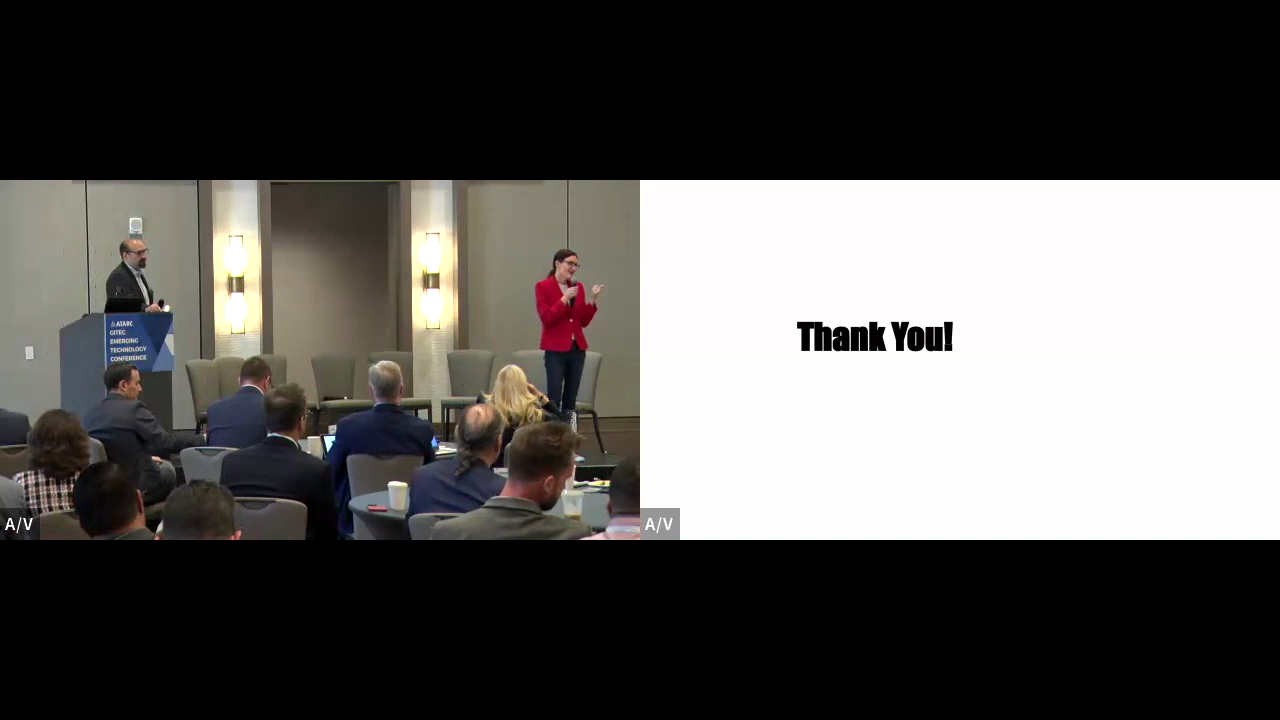 ATARC
GITEC
EMERGING
TECHNOLOGY
CONFERENCE
A/V
Thank You!
A/V